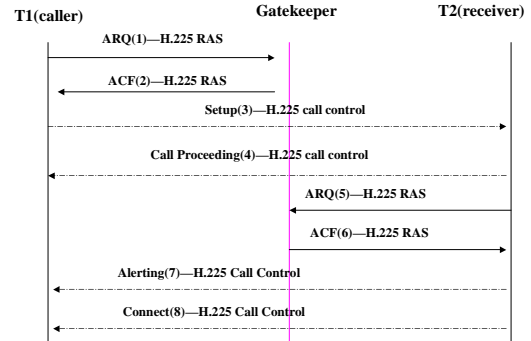 T1(caller)
Gatekeeper
T2(receiver)
ARQ(1)—H.225 RAS
ACF(2)—H.225 RAS
Setup(3)—H.225 call control
Call Proceeding(4)—H.225 call control
ARQ(5)—H.225 RAS
ACF(6)—H.225 RAS
Alerting(7)—H.225 Call Control
Connect(8)—H.225 Call Control